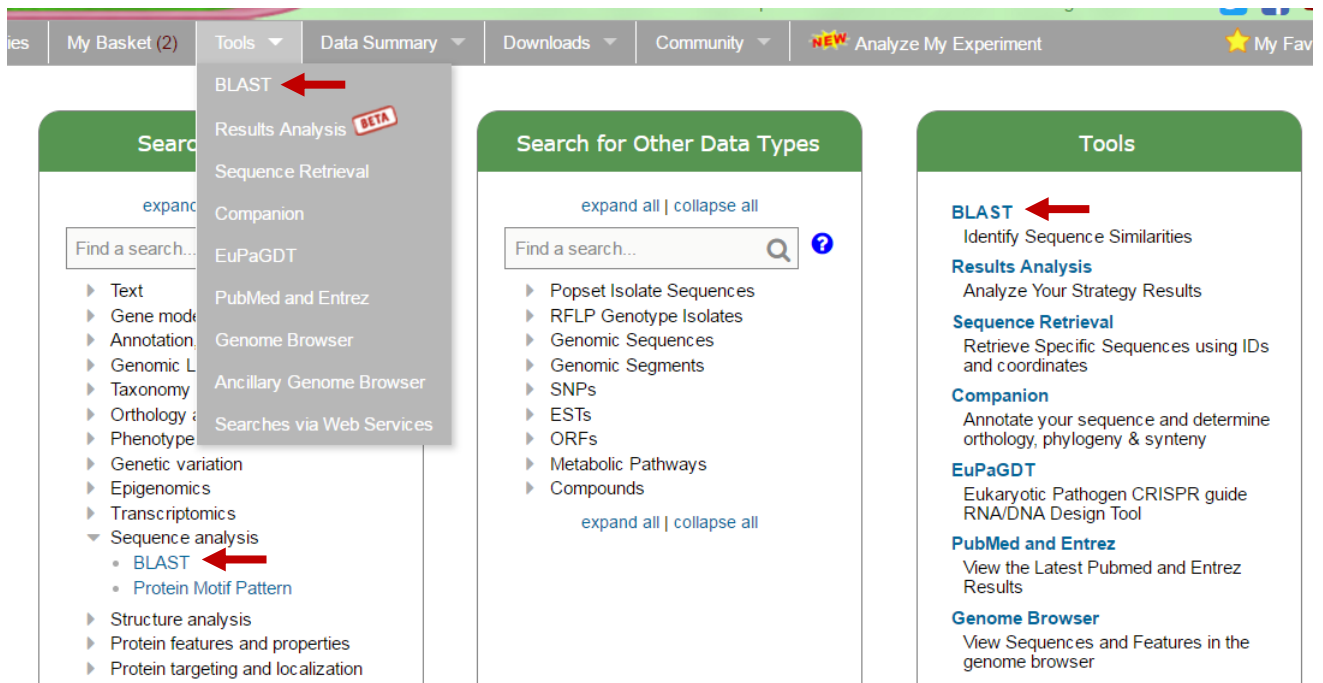 ies My Basket (2) Tools Data Summary Downloads Community NEW Analyze My Experiment My Fav
BLAST
Results Analysis BETA
Sequence Retrieval
Companion
EuPaGDT
PubMed and Entrez
Genome Browser
Ancillary Genome Browser
Searches via Web Services
Searc
expand
Find a search...
Text
Gene mode
Annotation,
Genomic L
Taxonomy
Orthology a
Phenotype
Genetic variation
Epigenomics
Transcriptomics
Sequence analysis
BLAST
Protein Motif Pattern
Structure analysis
Protein features and properties
Protein targeting and localization
Search for Other Data Types
expand all | collapse all
Find a search...
Popset Isolate Sequences
RFLP Genotype Isolates
Genomic Sequences
Genomic Segments
SNPs
ESTs
ORFs
Metabolic Pathways
Compounds
expand all | collapse all
Tools
BLAST
Identify Sequence Similarities
Results Analysis
Analyze Your Strategy Results
Sequence Retrieval
Retrieve Specific Sequences using IDs
and coordinates
Companion
Annotate your sequence and determine
orthology, phylogeny & synteny
EuPaGDT
Eukaryotic Pathogen CRISPR guide
RNA/DNA Design Tool
PubMed and Entrez
View the Latest Pubmed and Entrez
Results
Genome Browser
View Sequences and Features in the
genome browser